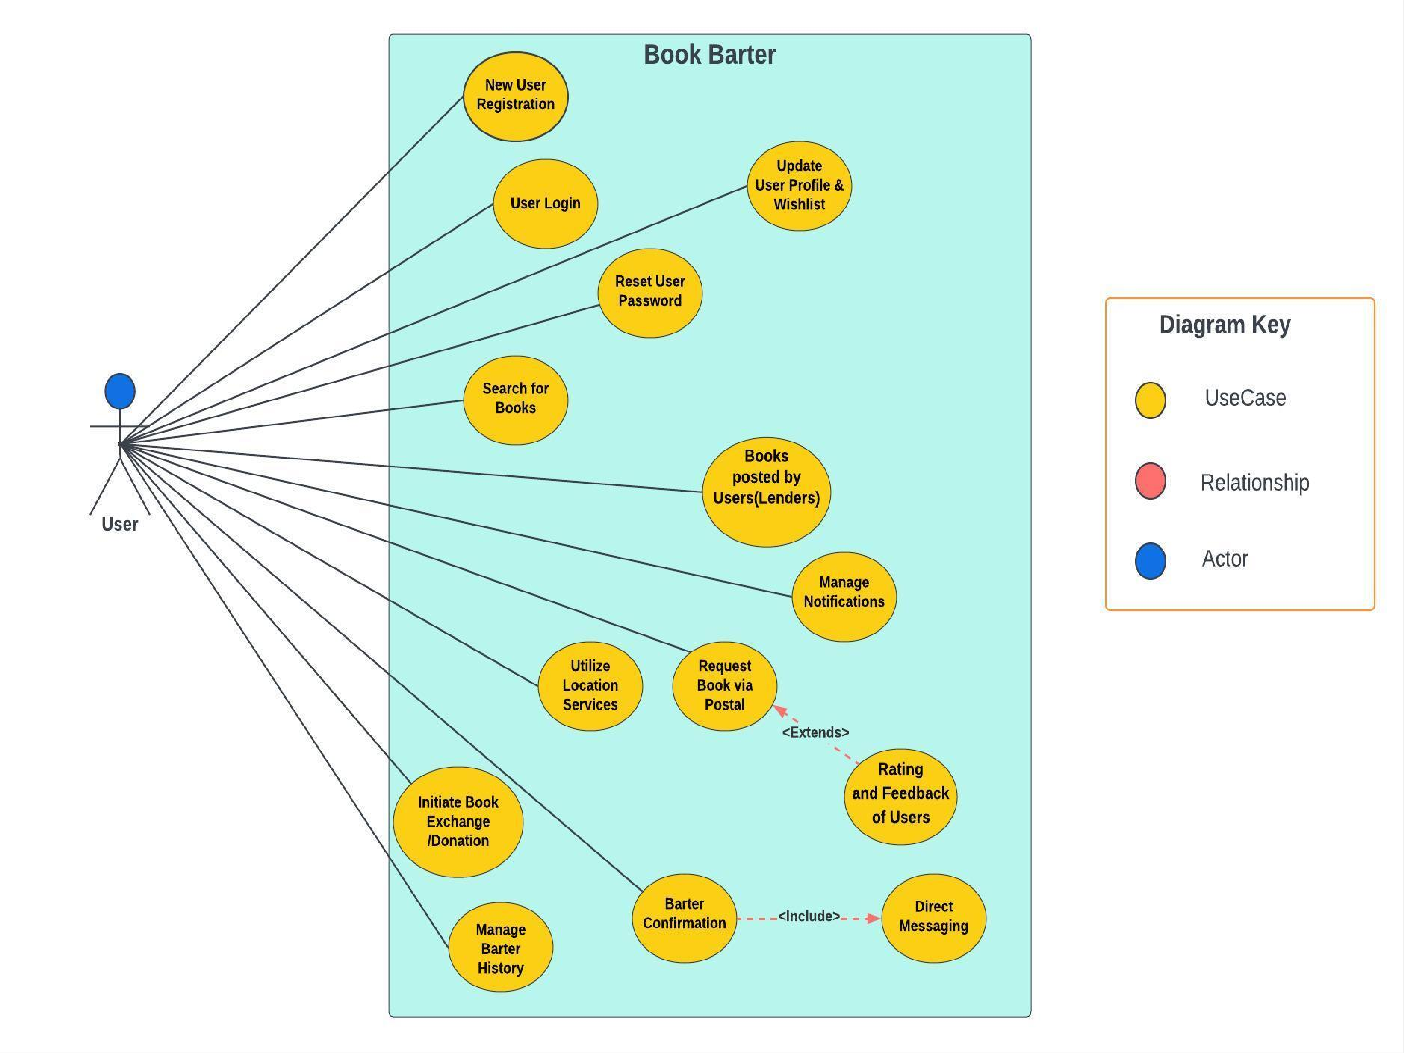 Book Barter
New User
Registration
Update
User Profile &
Wishlist
User Login
Reset User
Password
Diagram Key
Search for
Books
UseCase
Books
posted by
Users(Lenders)
Relationship
User
Actor
Manage
Notifications
Utilize
Location
Services
Request
Book via
Postal
<Extends>
Rating
and Feedback
of Users
Initiate Book
Exchange
/Donation
Barter
Confirmation
<Include>
Direct
Messaging
Manage
Barter
History